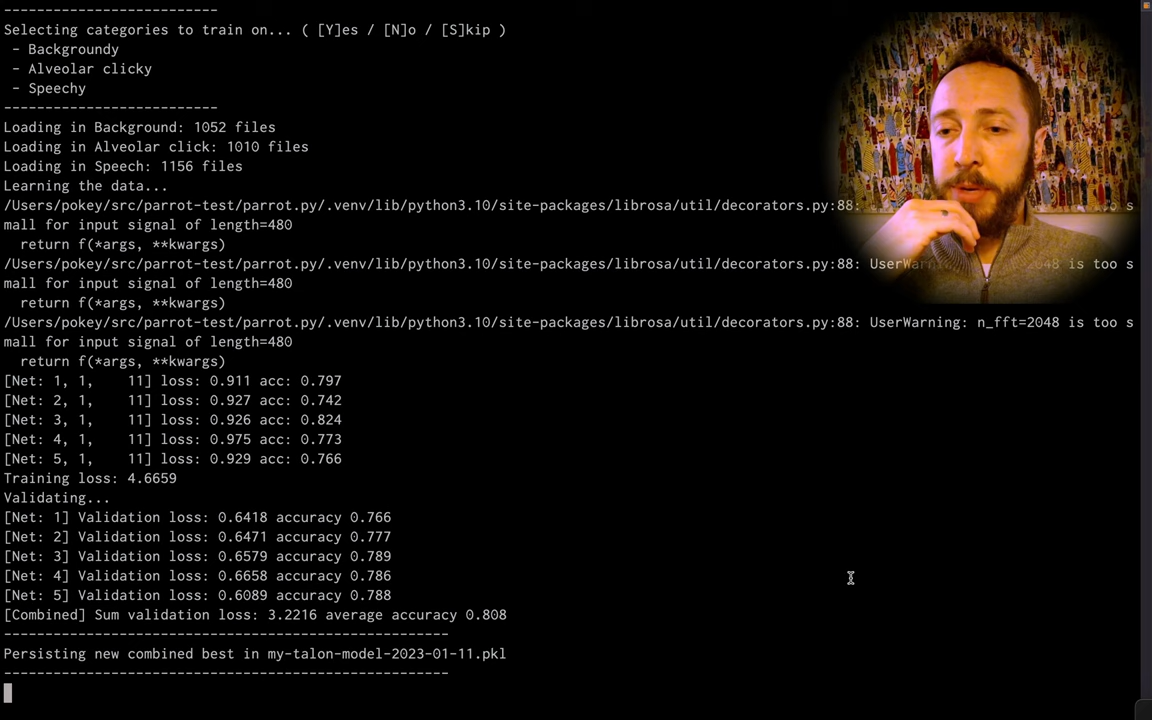 --------------------------
Selecting categories to train on... ( [Y]es / [N]o / [S]kip )
 - Backgroundy
 - Alveolar clicky
 - Speechy
--------------------------
Loading in Background: 1052 files
Loading in Alveolar click: 1010 files
Loading in Speech: 1156 files
Learning the data...
/Users/pokey/src/parrot-test/parrot.py/.venv/lib/python3.10/site-packages/librosa/util/decorators.py:88: s
mall for input signal of length=480
  return f(*args, **kwargs)
/Users/pokey/src/parrot-test/parrot.py/.venv/lib/python3.10/site-packages/librosa/util/decorators.py:88: UserWarn 48 is too s
mall for input signal of length=480
  return f(*args, **kwargs)
/Users/pokey/src/parrot-test/parrot.py/.venv/lib/python3.10/site-packages/librosa/util/decorators.py:88: UserWarning: n_fft=2048 is too s
mall for input signal of length=480
  return f(*args, **kwargs)
[Net: 1, 1,    11] loss: 0.911 acc: 0.797
[Net: 2, 1,    11] loss: 0.927 acc: 0.742
[Net: 3, 1,    11] loss: 0.926 acc: 0.824
[Net: 4, 1,    11] loss: 0.975 acc: 0.773
[Net: 5, 1,    11] loss: 0.929 acc: 0.766
Training loss: 4.6659
Validating...
[Net: 1] Validation loss: 0.6418 accuracy 0.766
[Net: 2] Validation loss: 0.6471 accuracy 0.777
[Net: 3] Validation loss: 0.6579 accuracy 0.789
[Net: 4] Validation loss: 0.6658 accuracy 0.786
[Net: 5] Validation loss: 0.6089 accuracy 0.788
[Combined] Sum validation loss: 3.2216 average accuracy 0.808
------------------------------------------------------
Persisting new combined best in my-talon-model-2023-01-11.pkl
------------------------------------------------------